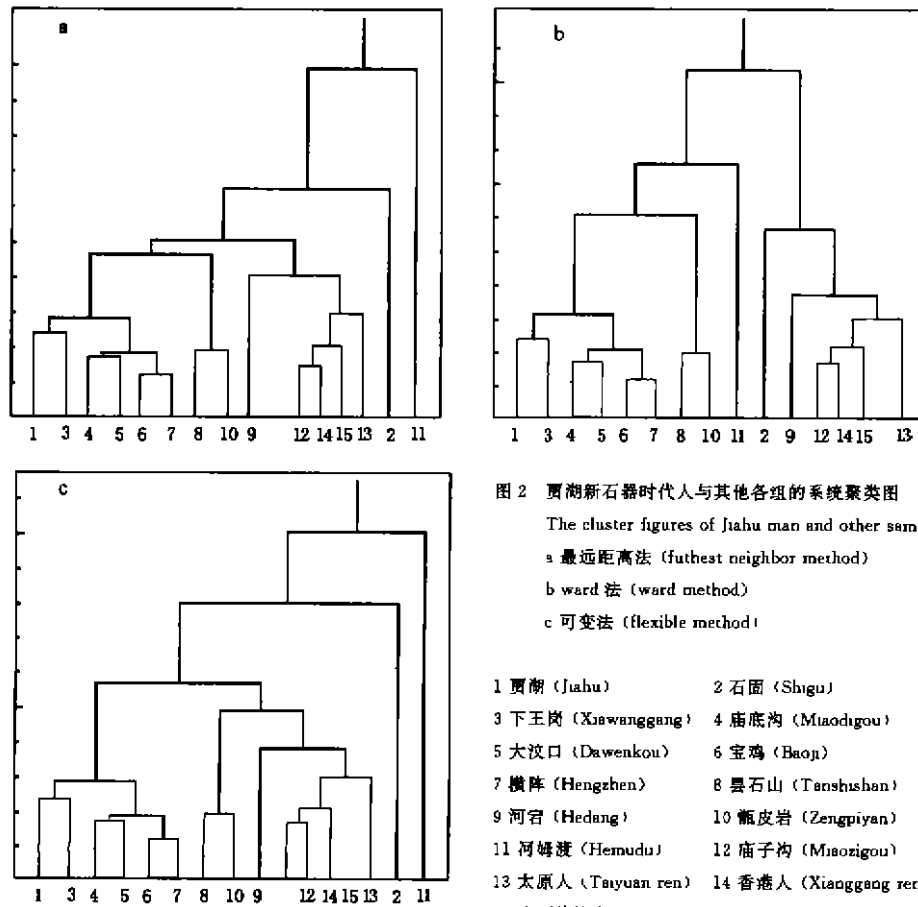 a
1 3 4 5 6 7 8 10 9 12 14 15 13 2 11
b
1 3 4 5 6 7 8 10 11 2 9 12 14 15 13
c
1 3 4 5 6 7 8 10 9 12 14 15 13 2 11
图 2 贾湖新石器时代人与其他各组的系统聚类图
The cluster figures of Jiahu man and other sam
a 最远距离法 (futhest neighbor method)
b ward 法 (ward method)
c 可变法 (flexible method)
1 贾湖 (Jiahu) 2 石固 (Shigu)
3 下王岗 (Xiawanggang) 4 庙底沟 (Miaodigou)
5 大汶口 (Dawenkou) 6 宝鸡 (Baoji)
7 横阵 (Hengzhen) 8 昙石山 (Tanshishan)
9 河宕 (Hedang) 10 甑皮岩 (Zengpiyan)
11 河姆渡 (Hemudu) 12 庙子沟 (Miaozigou)
13 太原人 (Taiyuan ren) 14 香港人 (Xianggang ren